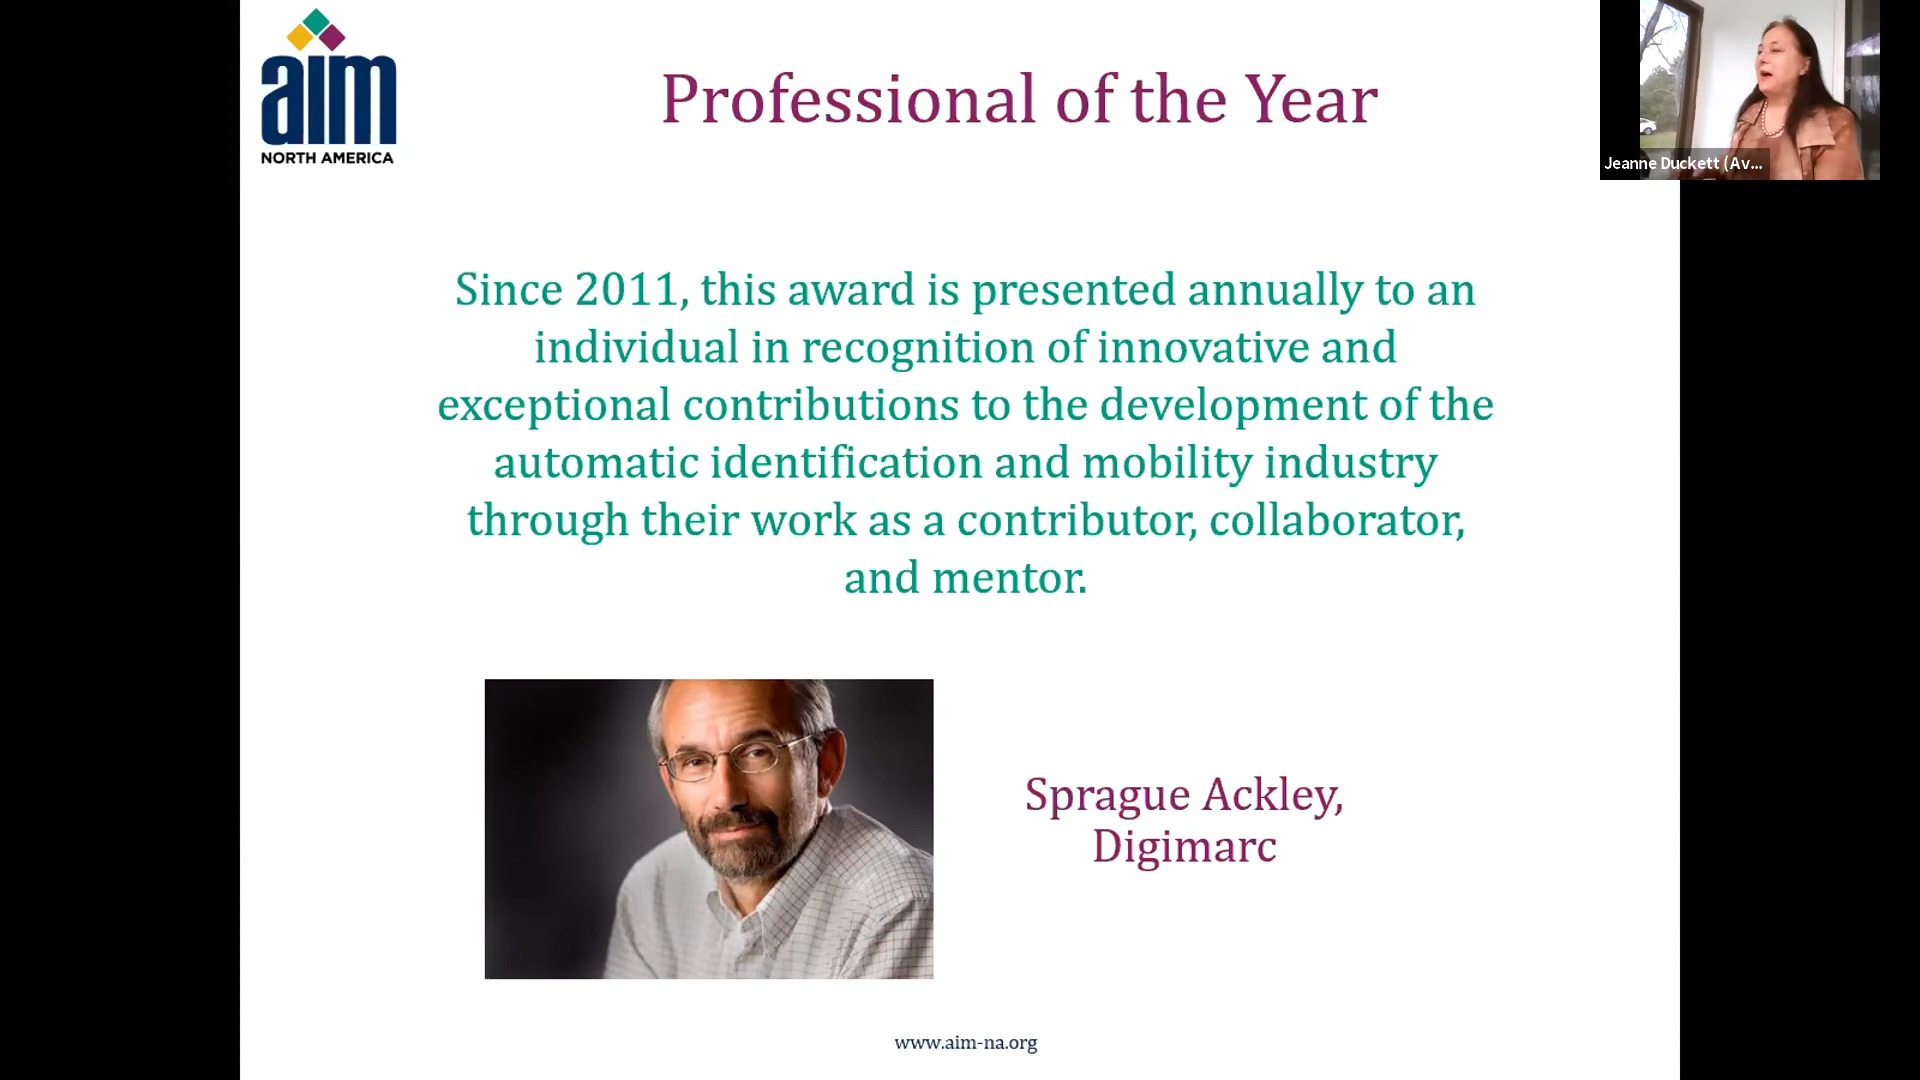 aim
NORTH AMERICA
Professional of the Year
Jeanne Duckett (Av...
Since 2011, this award is presented annually to an
individual in recognition of innovative and
exceptional contributions to the development of the
automatic identification and mobility industry
through their work as a contributor, collaborator,
and mentor.
Sprague Ackley,
Digimarc
www.aim-na.org